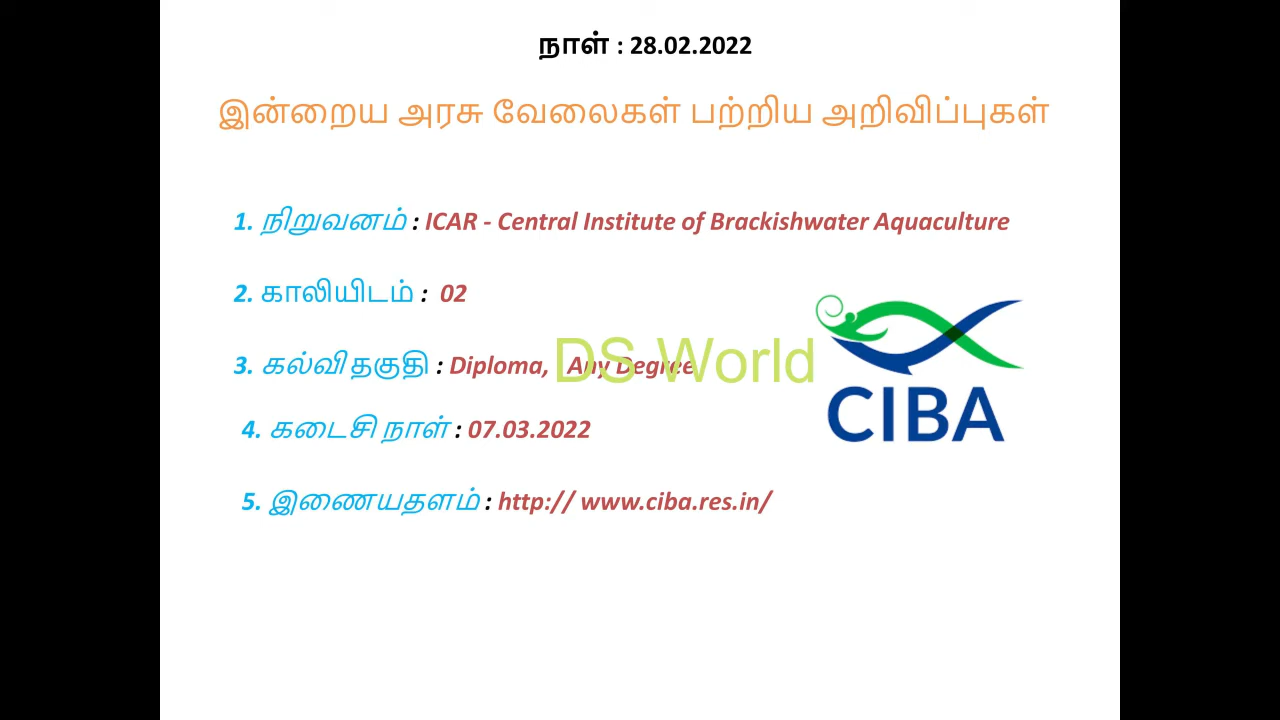 நாள் : 28.02.2022
இன்றைய அரசு வேலைகள் பற்றிய அறிவிப்புகள்
1. நிறுவனம் : ICAR - Central Institute of Brackishwater Aquaculture
2. காலியிடம் : 02
3. கல்வி தகுதி : Diploma, Any Degree
DS World
4. கடைசி நாள் : 07.03.2022
CIBA
5. இணையதளம் : http:// www.ciba.res.in/